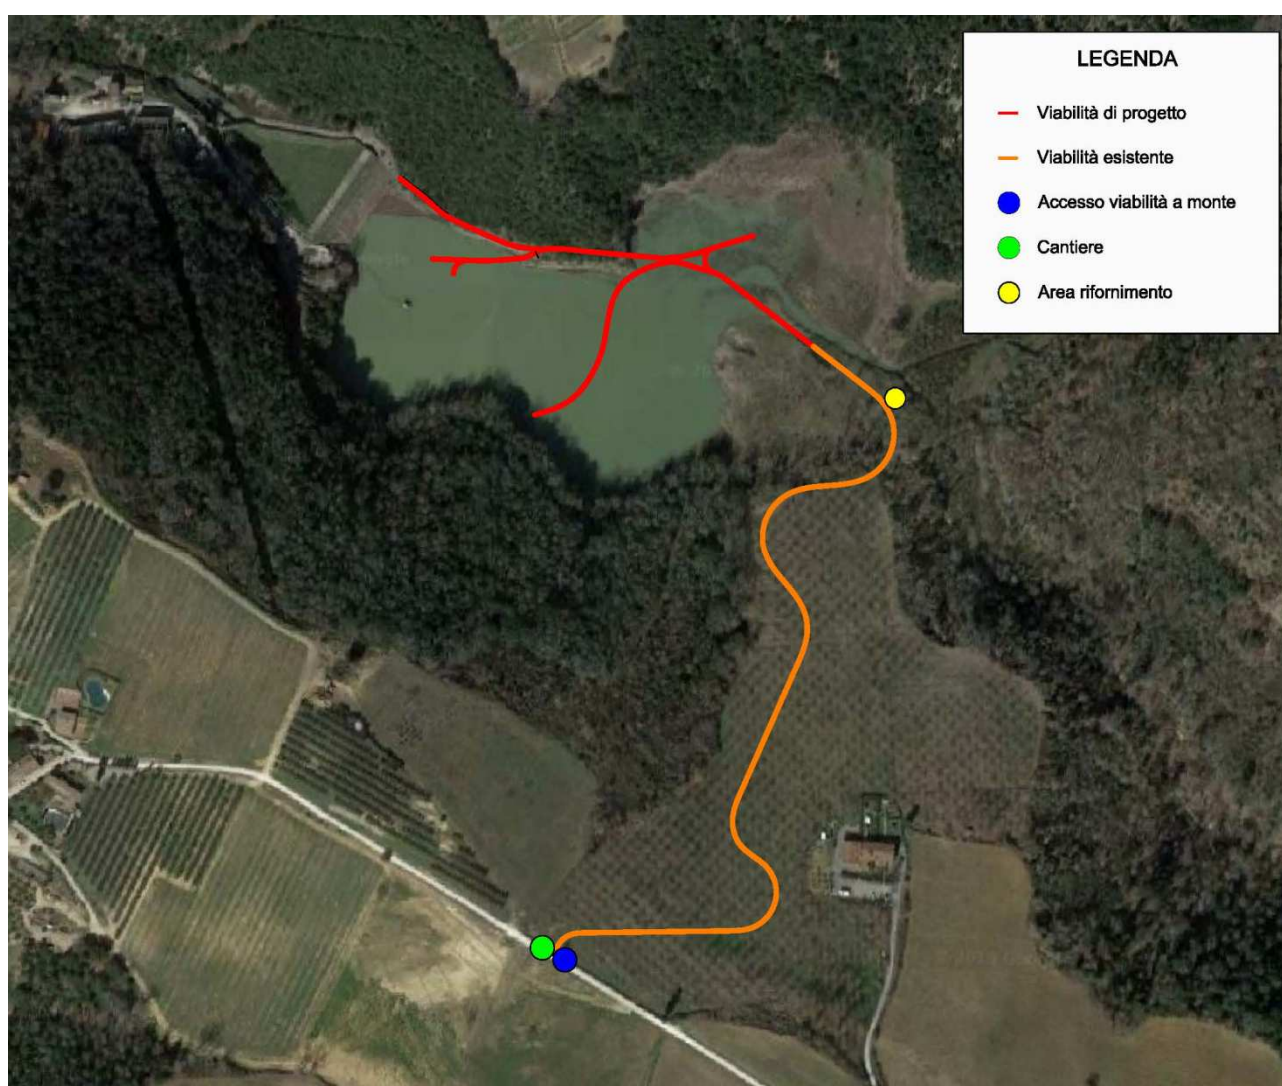 LEGENDA
Viabilità di progetto
Viabilità esistente
Accesso viabilità a monte
Cantiere
Area rifornimento